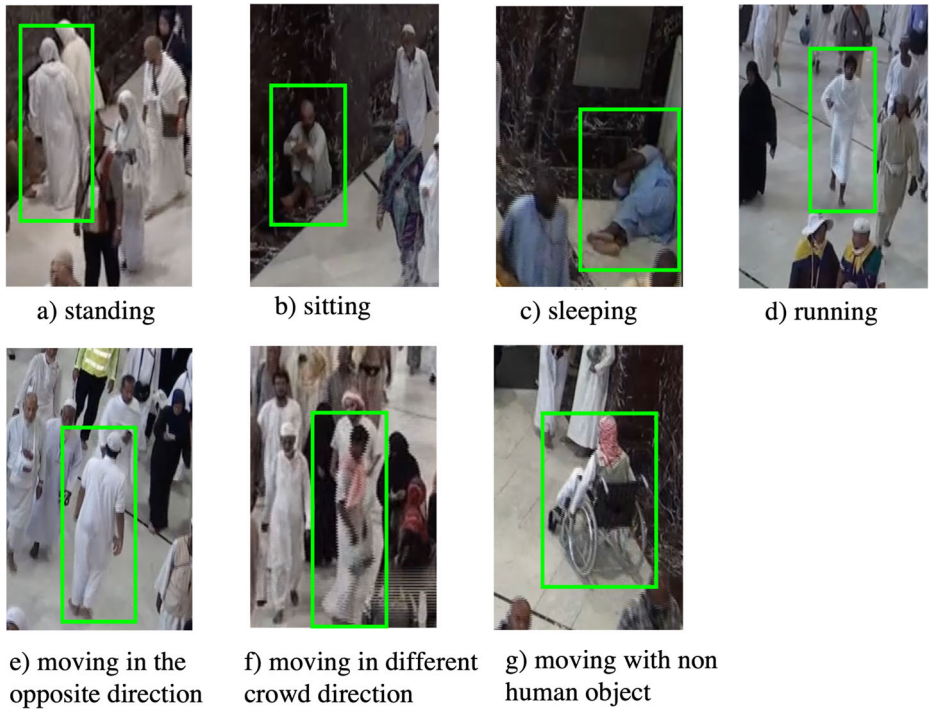 a) standing
b) sitting
c) sleeping
d) running
e) moving in the
opposite direction
f) moving in different
crowd direction
g) moving with non
human object